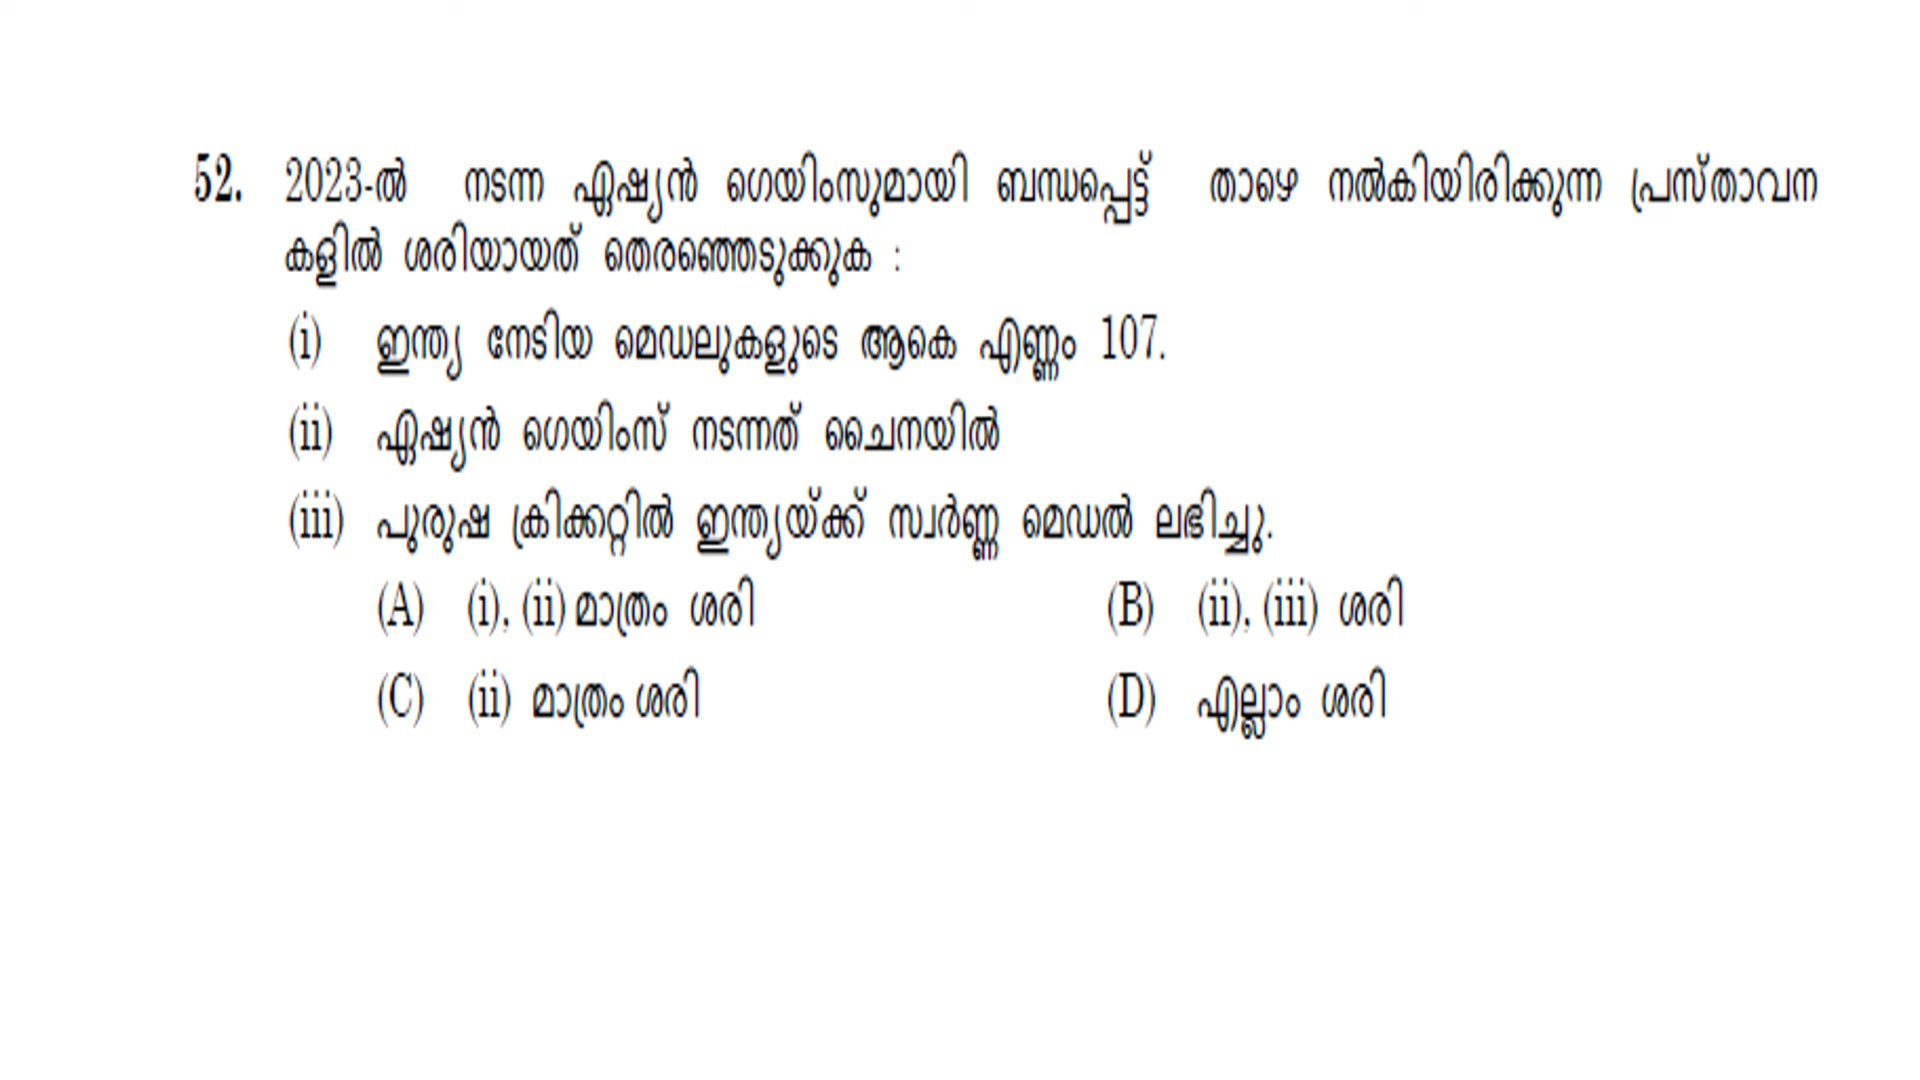 52. 2023-ൽ നടന്ന ഏഷ്യൻ ഗെയിംസുമായി ബന്ധപ്പെട്ട് താഴെ നൽകിയിരിക്കുന്ന പ്രസ്താവന
കളിൽ ശരിയായത് തെരഞ്ഞെടുക്കുക :
(i) ഇന്ത്യ നേടിയ മെഡലുകളുടെ ആകെ എണ്ണം 107.
(ii) ഏഷ്യൻ ഗെയിംസ് നടന്നത് ചൈനയിൽ
(iii) പുരുഷ ക്രിക്കറ്റിൽ ഇന്ത്യയ്ക്ക് സ്വർണ്ണ മെഡൽ ലഭിച്ചു.
(A) (i), (ii) മാത്രം ശരി (B) (ii), (iii) ശരി
(C) (ii) മാത്രം ശരി (D) എല്ലാം ശരി